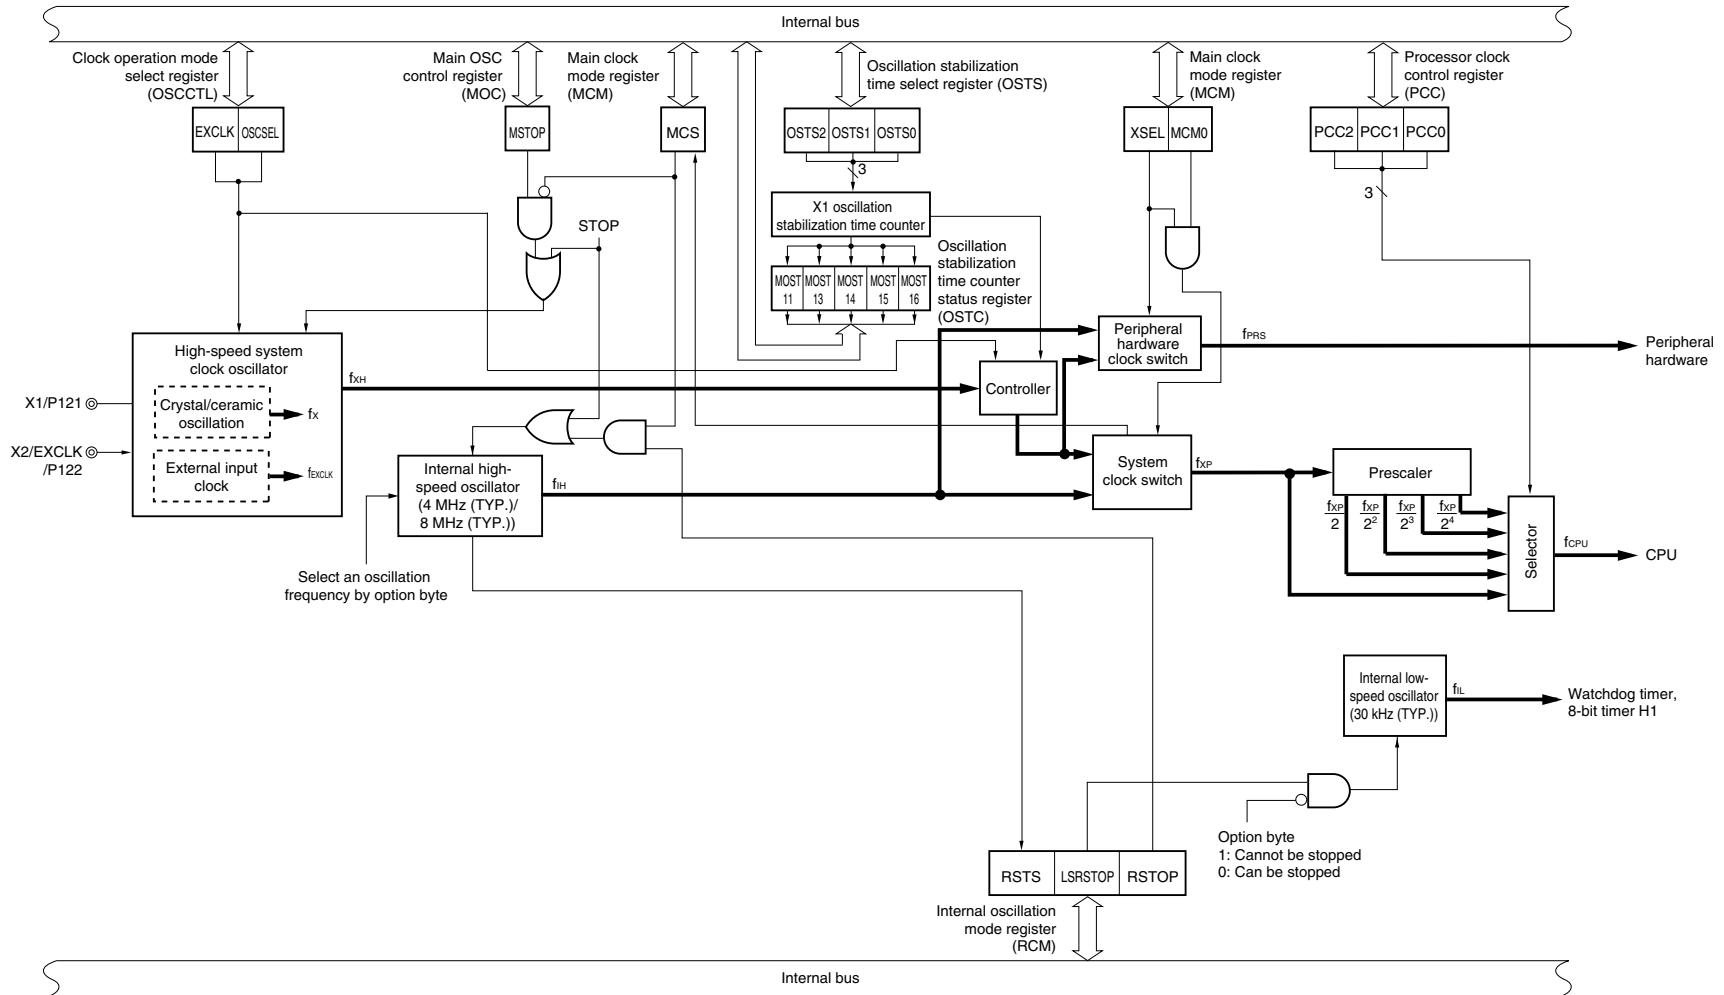 Internal bus
Clock operation mode
select register
(OSCCTL)
Main OSC
control register
(MOC)
Main clock
mode register
(MCM)
Oscillation stabilization
time select register (OSTS)
Main clock
mode register
(MCM)
Processor clock
control register
(PCC)
EXCLK OSCSEL
MSTOP
MCS
OSTS2 OSTS1 OSTS0
XSEL MCM0
PCC2 PCC1 PCC0
3
3
X1 oscillation
stabilization time counter
STOP
Oscillation
stabilization
time counter
status register
(OSTC)
MOST MOST MOST MOST MOST
11 13 14 15 16
High-speed system
clock oscillator
Crystal/ceramic
oscillation
fX
External input
clock
fEXCLK
X1/P121
X2/EXCLK
/P122
fXH
Controller
Peripheral
hardware
clock switch
fPRS
Peripheral
hardware
Internal high-
speed oscillator
(4 MHz (TYP.)/
8 MHz (TYP.))
fIH
System
clock switch
fXP
Prescaler
fXP fXP fXP fXP
2 2² 2³ 2⁴
Selector
fCPU
CPU
Select an oscillation
frequency by option byte
Internal low-
speed oscillator
(30 kHz (TYP.))
fIL
Watchdog timer,
8-bit timer H1
Option byte
1: Cannot be stopped
0: Can be stopped
RSTS LSRSTOP RSTOP
Internal oscillation
mode register
(RCM)
Internal bus